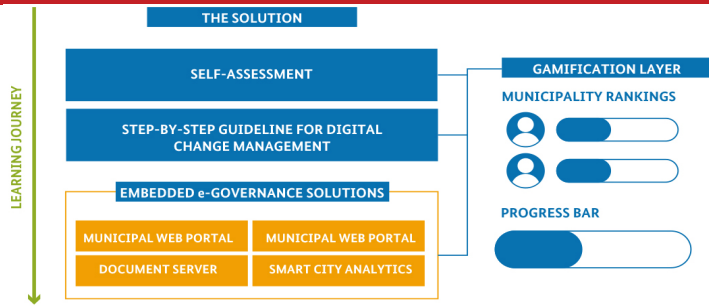 THE SOLUTION
LEARNING JOURNEY
SELF-ASSESSMENT
STEP-BY-STEP GUIDELINE FOR DIGITAL
CHANGE MANAGEMENT
EMBEDDED e-GOVERNANCE SOLUTIONS
MUNICIPAL WEB PORTAL
MUNICIPAL WEB PORTAL
DOCUMENT SERVER
SMART CITY ANALYTICS
GAMIFICATION LAYER
MUNICIPALITY RANKINGS
PROGRESS BAR